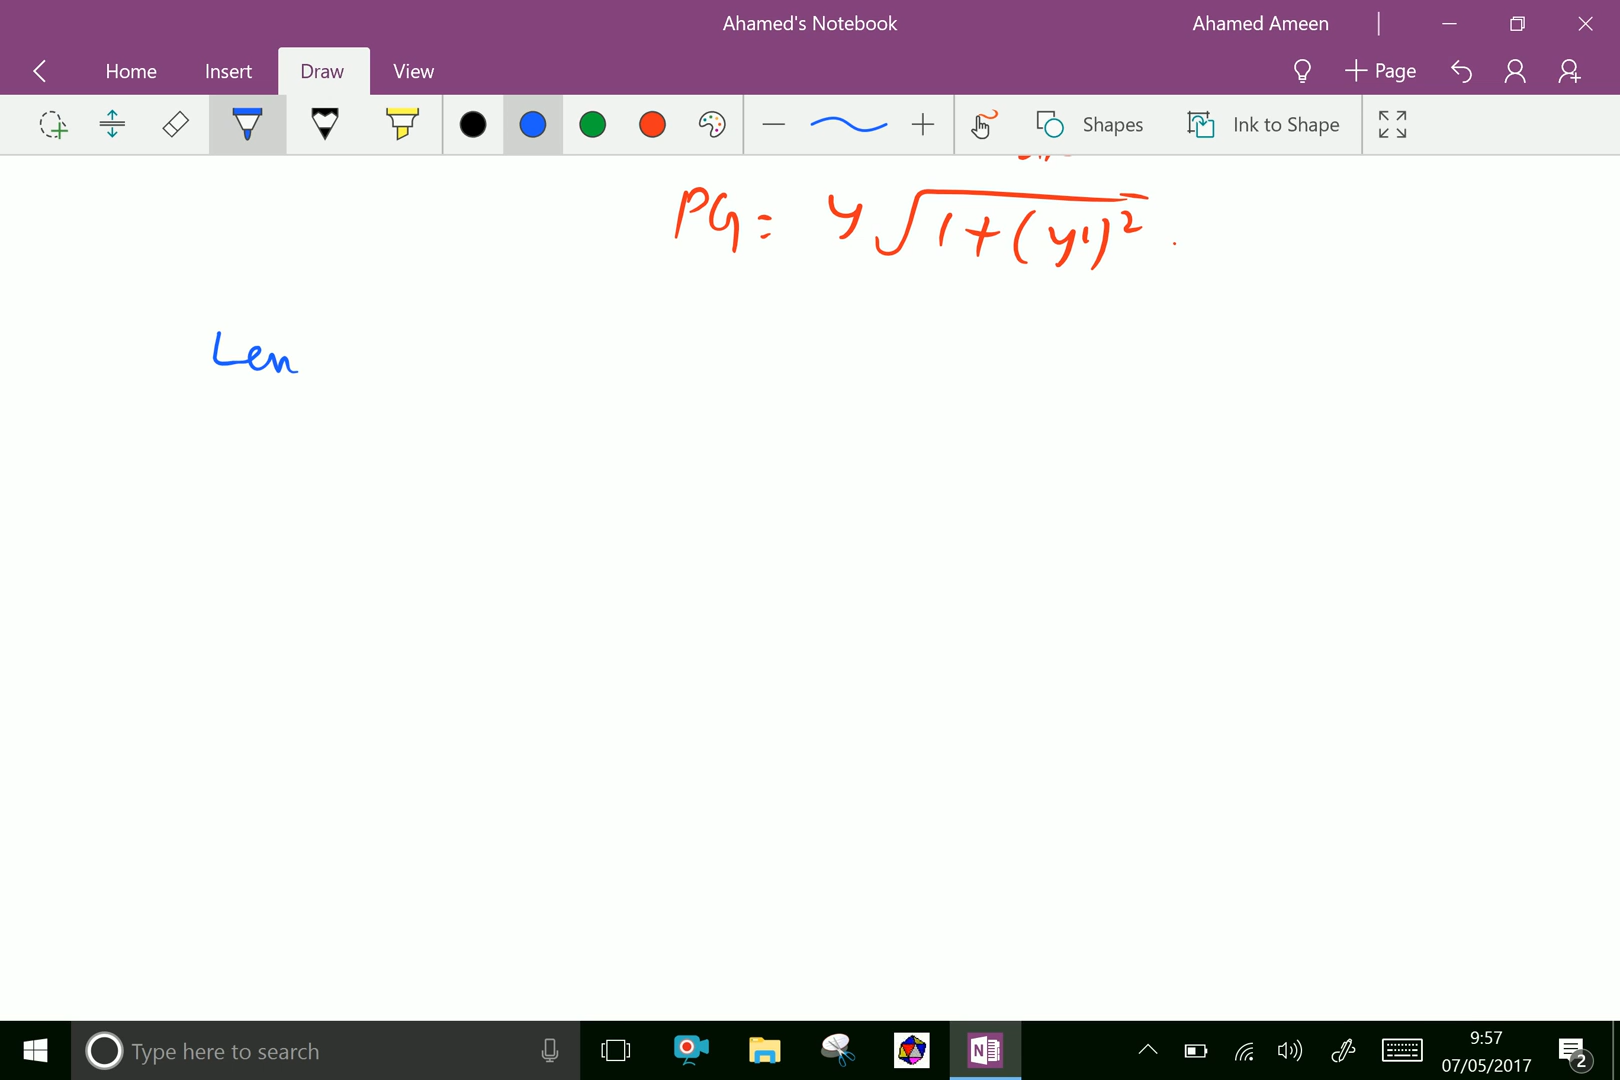 Ahamed's Notebook
Ahamed Ameen
Home Insert Draw View
Page
Shapes
Ink to Shape
PG = y√1+(y')²
Len
Type here to search
9:57
07/05/2017
2